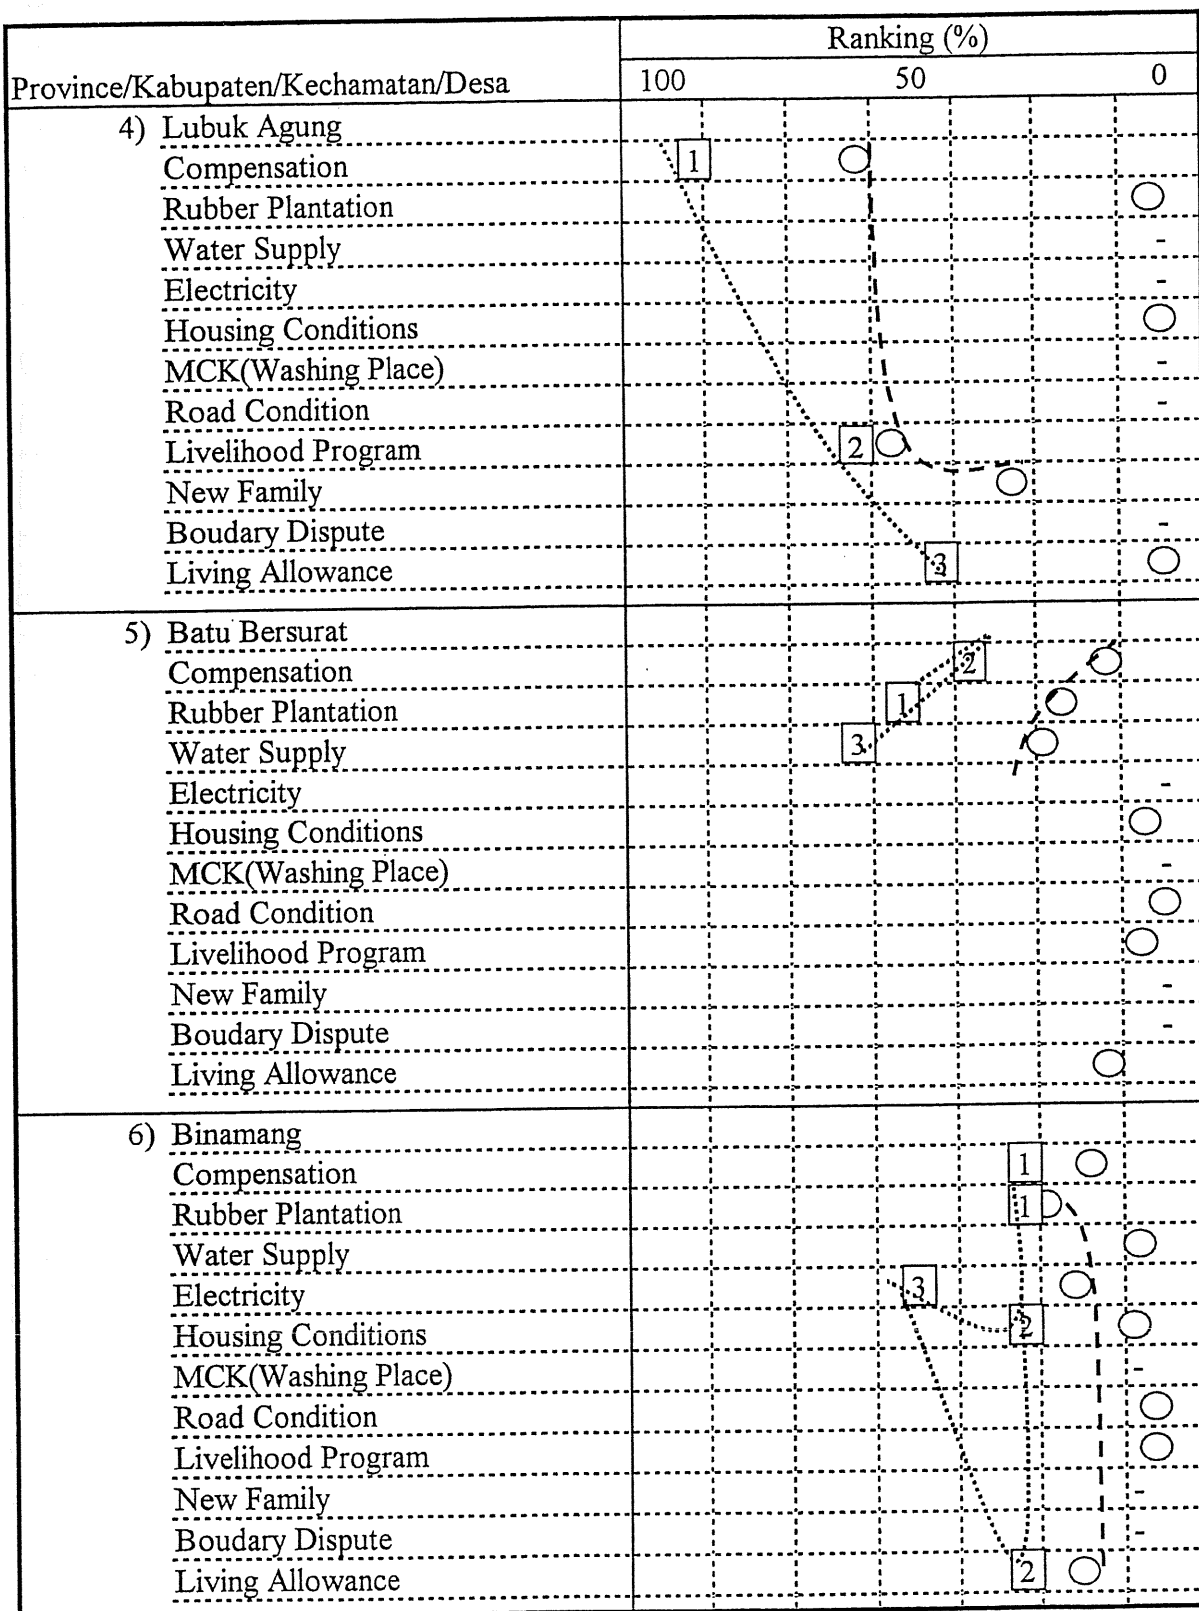 Ranking (%)
Province/Kabupaten/Kechamatan/Desa 100 50 0
4) Lubuk Agung
Compensation 1
Rubber Plantation
Water Supply -
Electricity -
Housing Conditions
MCK(Washing Place) -
Road Condition -
Livelihood Program 2
New Family
Boudary Dispute -
Living Allowance 3
5) Batu Bersurat
Compensation 2
Rubber Plantation 1
Water Supply 3
Electricity -
Housing Conditions
MCK(Washing Place) -
Road Condition
Livelihood Program
New Family -
Boudary Dispute -
Living Allowance
6) Binamang
Compensation 1
Rubber Plantation 1
Water Supply
Electricity 3
Housing Conditions 2
MCK(Washing Place) -
Road Condition
Livelihood Program
New Family -
Boudary Dispute -
Living Allowance 2